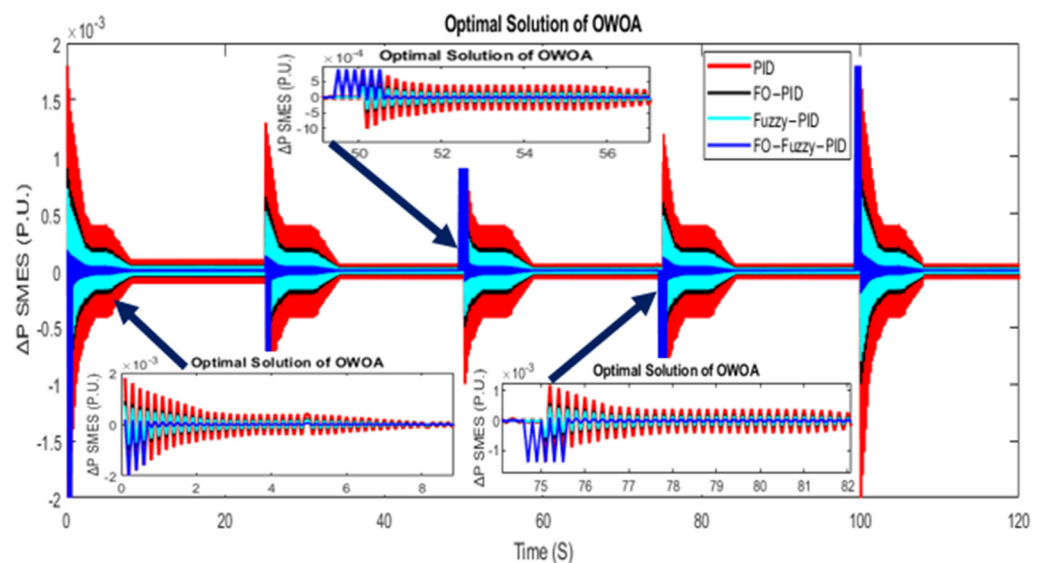 Optimal Solution of OWOA
×10⁻³
2
1.5
1
0.5
0
-0.5
-1
-1.5
-2
ΔP SMES (P.U.)
0 20 40 60 80 100 120
Time (S)
PID
FO-PID
Fuzzy-PID
FO-Fuzzy-PID
Optimal Solution of OWOA
×10⁻⁴
5
0
-5
-10
ΔP SMES (P.U.)
50 52 54 56
Optimal Solution of OWOA
×10⁻³
2
0
-2
ΔP SMES (P.U.)
0 2 4 6 8
Optimal Solution of OWOA
×10⁻³
1
0
-1
ΔP SMES (P.U.)
75 76 77 78 79 80 81 82